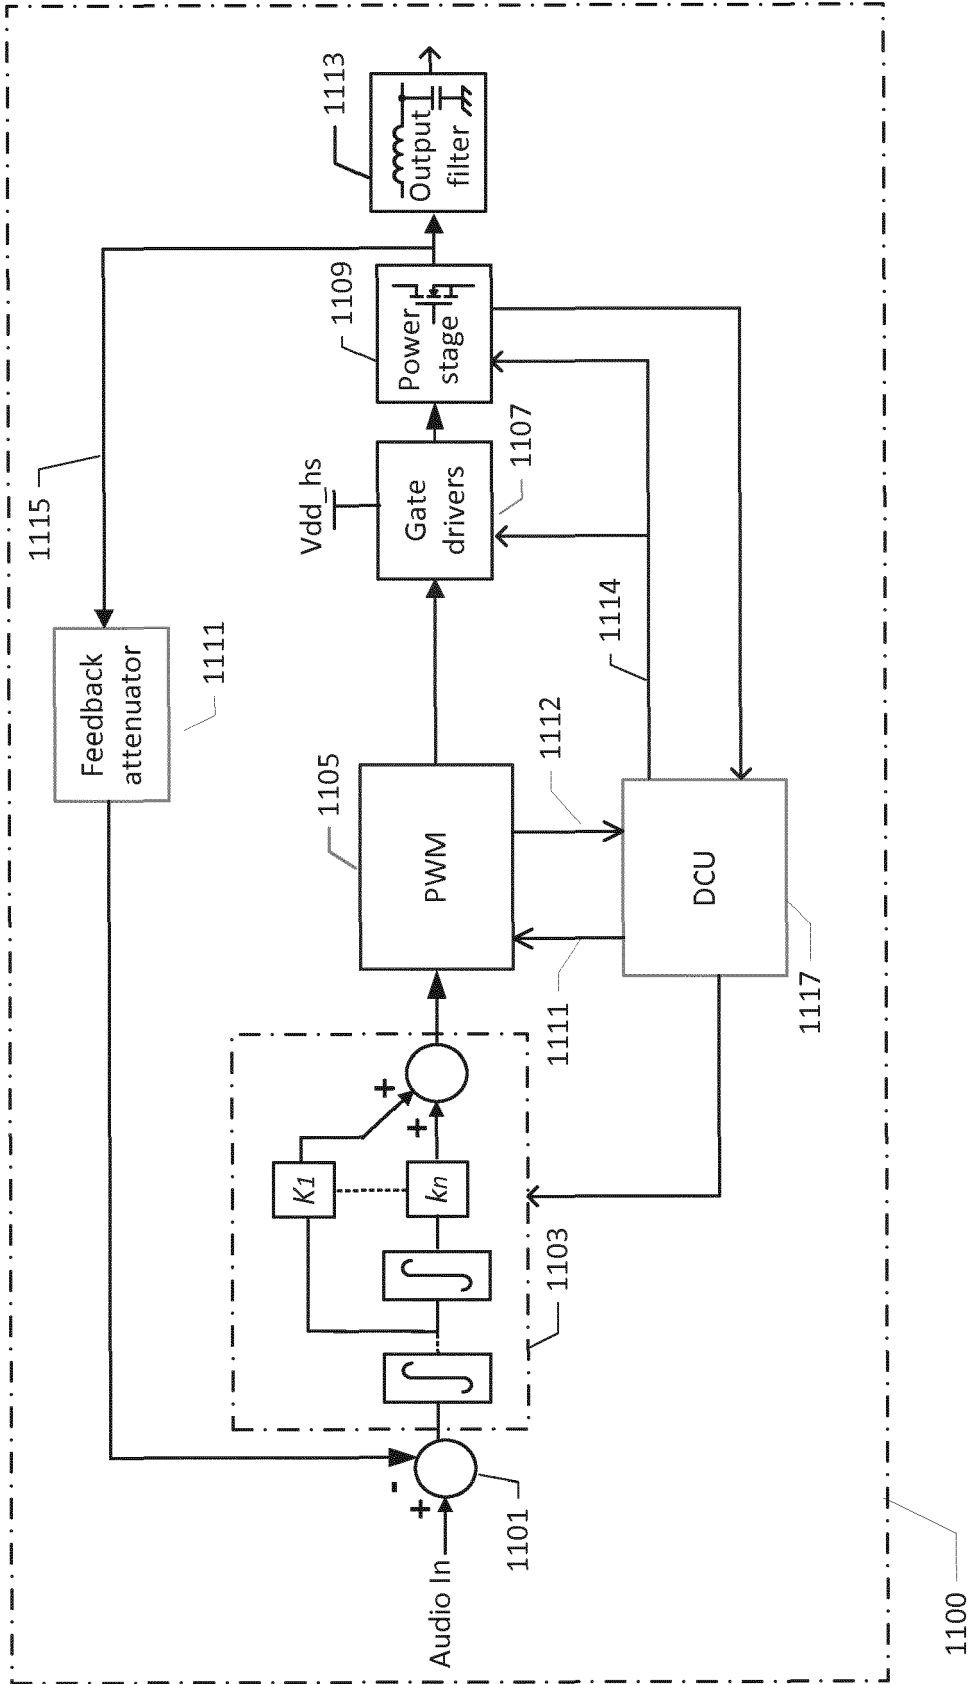 1115
Feedback
attenuator
1111
Vdd_hs
1113
Output
filter
1109
Power
stage
Gate
drivers
1107
1105
PWM
1114
1112
1111
DCU
1117
K1
kn
+
+
1103
-
+
1101
Audio In
1100